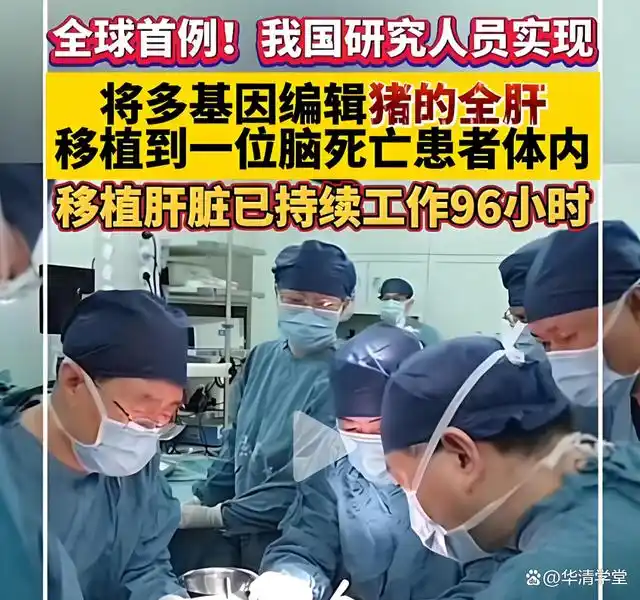 全球首例！我国研究人员实现
将多基因编辑猪的全肝
移植到一位脑死亡患者体内
移植肝脏已持续工作96小时
@华清学堂